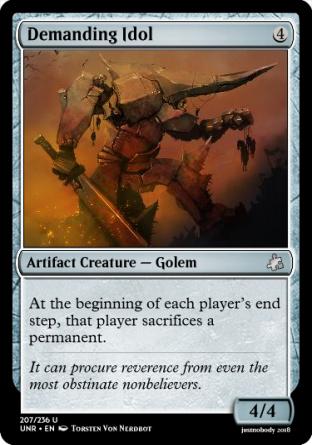 Demanding Idol 4
Artifact Creature — Golem
At the beginning of each player's end
step, that player sacrifices a
permanent.
It can procure reverence from even the
most obstinate nonbelievers.
4/4
207/236 U
UNR • EN Torsten Von Nerdbot
justnobody 2018